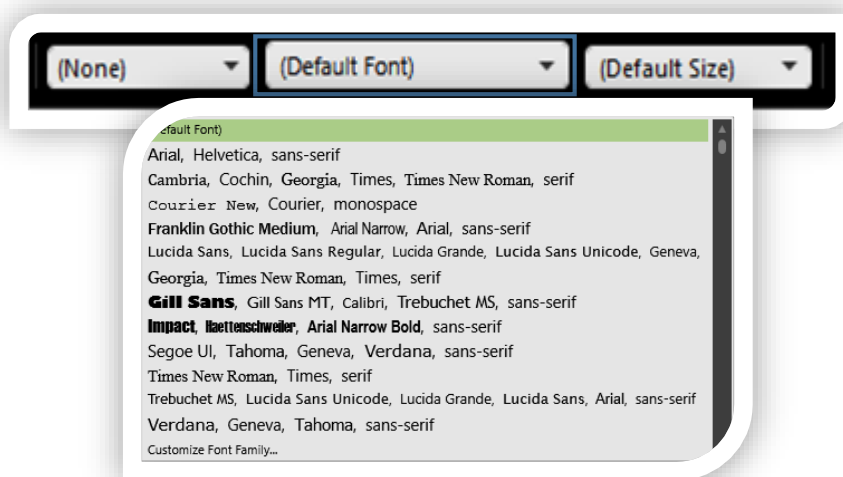 (None) (Default Font) (Default Size)
efault Font)
Arial, Helvetica, sans-serif
Cambria, Cochin, Georgia, Times, Times New Roman, serif
Courier New, Courier, monospace
Franklin Gothic Medium, Arial Narrow, Arial, sans-serif
Lucida Sans, Lucida Sans Regular, Lucida Grande, Lucida Sans Unicode, Geneva,
Georgia, Times New Roman, Times, serif
Gill Sans, Gill Sans MT, Calibri, Trebuchet MS, sans-serif
Impact, Haettenschweiler, Arial Narrow Bold, sans-serif
Segoe UI, Tahoma, Geneva, Verdana, sans-serif
Times New Roman, Times, serif
Trebuchet MS, Lucida Sans Unicode, Lucida Grande, Lucida Sans, Arial, sans-serif
Verdana, Geneva, Tahoma, sans-serif
Customize Font Family...